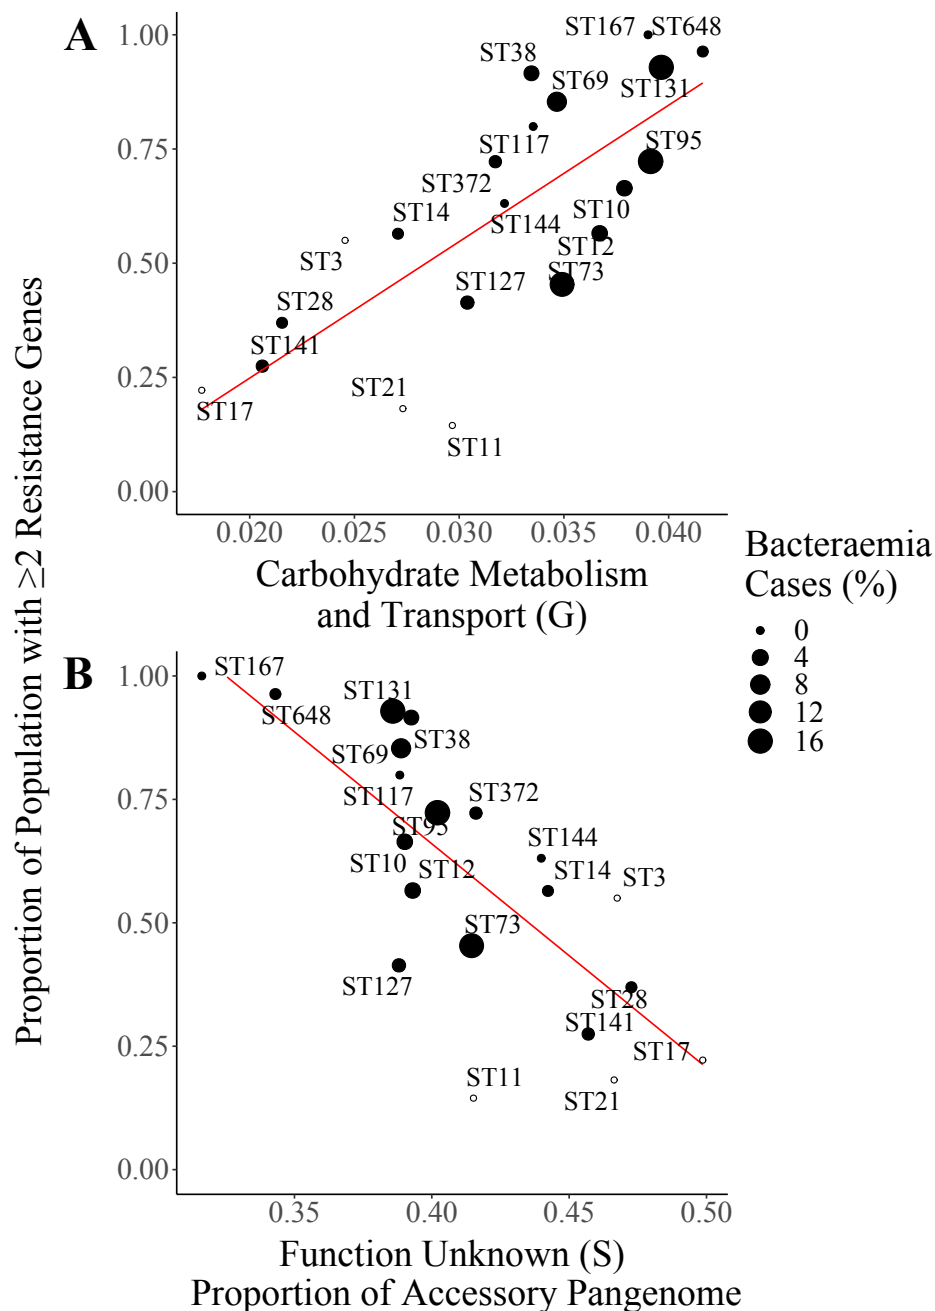 Proportion of Population with ≥2 Resistance Genes
A
1.00
0.75
0.50
0.25
0.00
ST167 ST648
ST38
ST69
ST131
ST117
ST95
ST372
ST10
ST14
ST144
ST12
ST3
ST73
ST127
ST28
ST141
ST21
ST17
ST11
0.020 0.025 0.030 0.035 0.040
Carbohydrate Metabolism
and Transport (G)
Bacteraemia
Cases (%)
0
4
8
12
16
B
1.00
0.75
0.50
0.25
0.00
ST167
ST131
ST648
ST38
ST69
ST117
ST372
ST95
ST144
ST10
ST12
ST14
ST3
ST73
ST127
ST28
ST141
ST17
ST11
ST21
0.35 0.40 0.45 0.50
Function Unknown (S)
Proportion of Accessory Pangenome